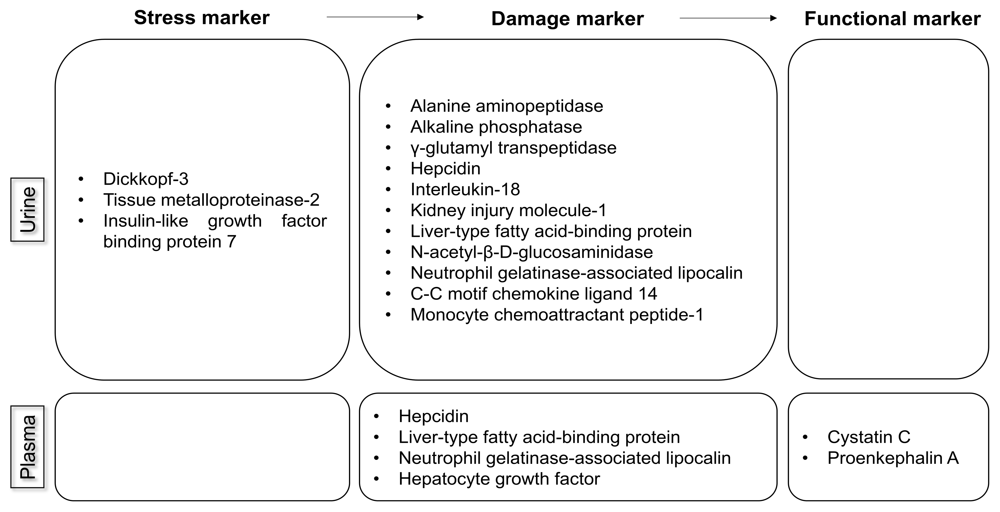 Stress marker
Damage marker
Functional marker
Urine
• Dickkopf-3
• Tissue metalloproteinase-2
• Insulin-like growth factor
binding protein 7
• Alanine aminopeptidase
• Alkaline phosphatase
• γ-glutamyl transpeptidase
• Hepcidin
• Interleukin-18
• Kidney injury molecule-1
• Liver-type fatty acid-binding protein
• N-acetyl-β-D-glucosaminidase
• Neutrophil gelatinase-associated lipocalin
• C-C motif chemokine ligand 14
• Monocyte chemoattractant peptide-1
Plasma
• Hepcidin
• Liver-type fatty acid-binding protein
• Neutrophil gelatinase-associated lipocalin
• Hepatocyte growth factor
• Cystatin C
• Proenkephalin A